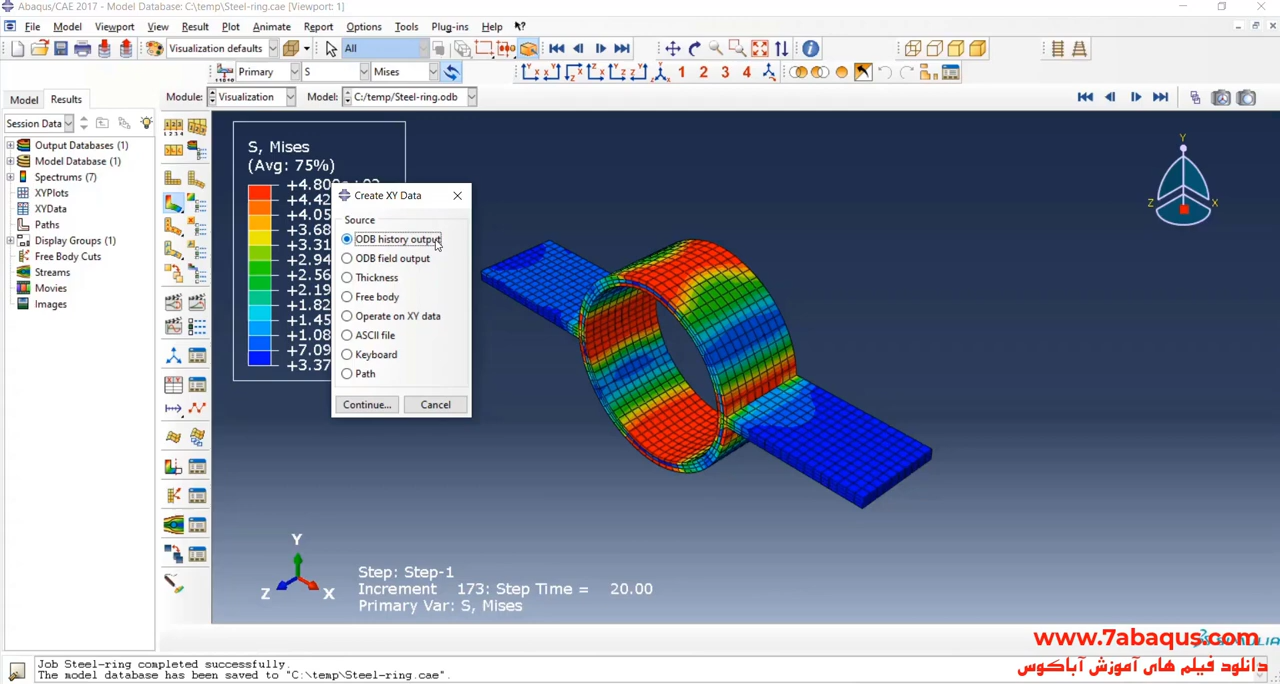 Abaqus/CAE 2017 - Model Database: C:\temp\Steel-ring.cae [Viewport: 1]
File Model Viewport View Result Plot Animate Report Options Tools Plug-ins Help
Visualization defaults All
Primary S Mises 1 2 3 4
Model Results Module: Visualization Model: C:/temp/Steel-ring.odb
Session Data
Output Databases (1)
Model Database (1)
Spectrums (7)
XYPlots
XYData
Paths
Display Groups (1)
Free Body Cuts
Streams
Movies
Images
S, Mises
(Avg: 75%)
+4.42
+4.05
+3.68
+3.31
+2.94
+2.56
+2.19
+1.82
+1.45
+1.08
+7.09
+3.37
Create XY Data
Source
ODB history output
ODB field output
Thickness
Free body
Operate on XY data
ASCII file
Keyboard
Path
Continue... Cancel
Y
Z X
Y
Z X
Step: Step-1
Increment 173: Step Time = 20.00
Primary Var: S, Mises
www.7abaqus.com
دانلود فیلم های آموزش آباکوس
Job Steel-ring completed successfully.
The model database has been saved to "C:\temp\Steel-ring.cae".